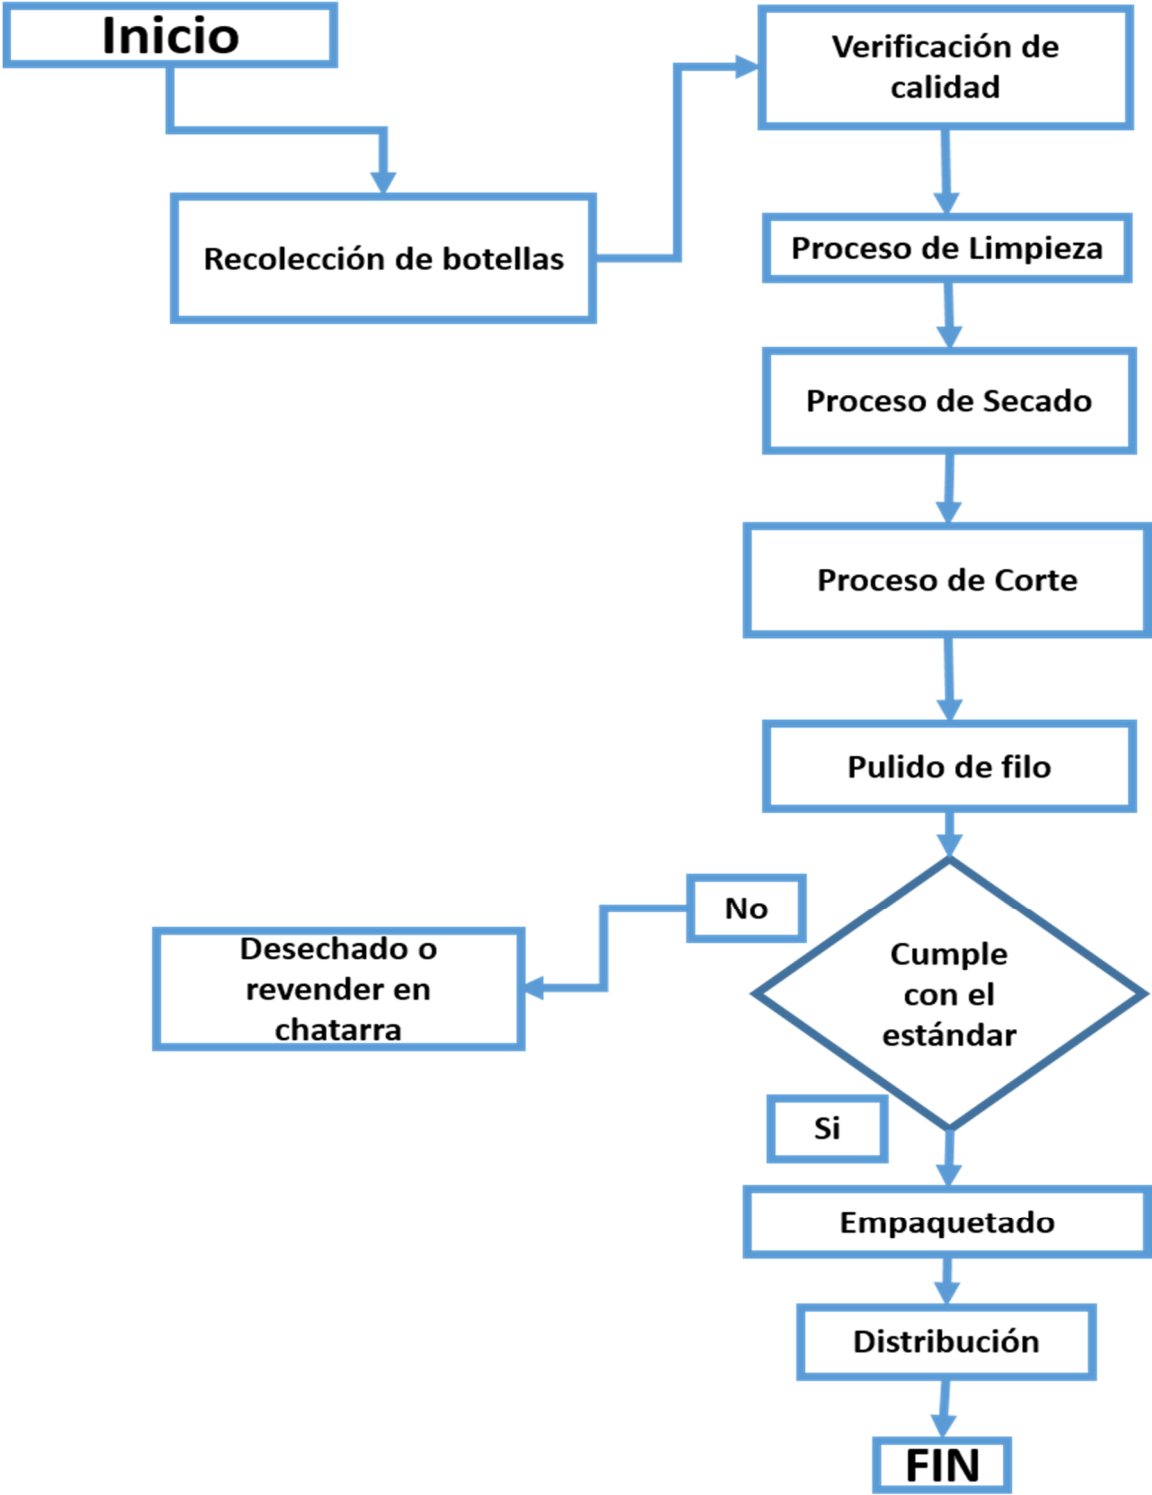 Inicio
Recolección de botellas
Verificación de
calidad
Proceso de Limpieza
Proceso de Secado
Proceso de Corte
Pulido de filo
Cumple
con el
estándar
No
Desechado o
revender en
chatarra
Si
Empaquetado
Distribución
FIN